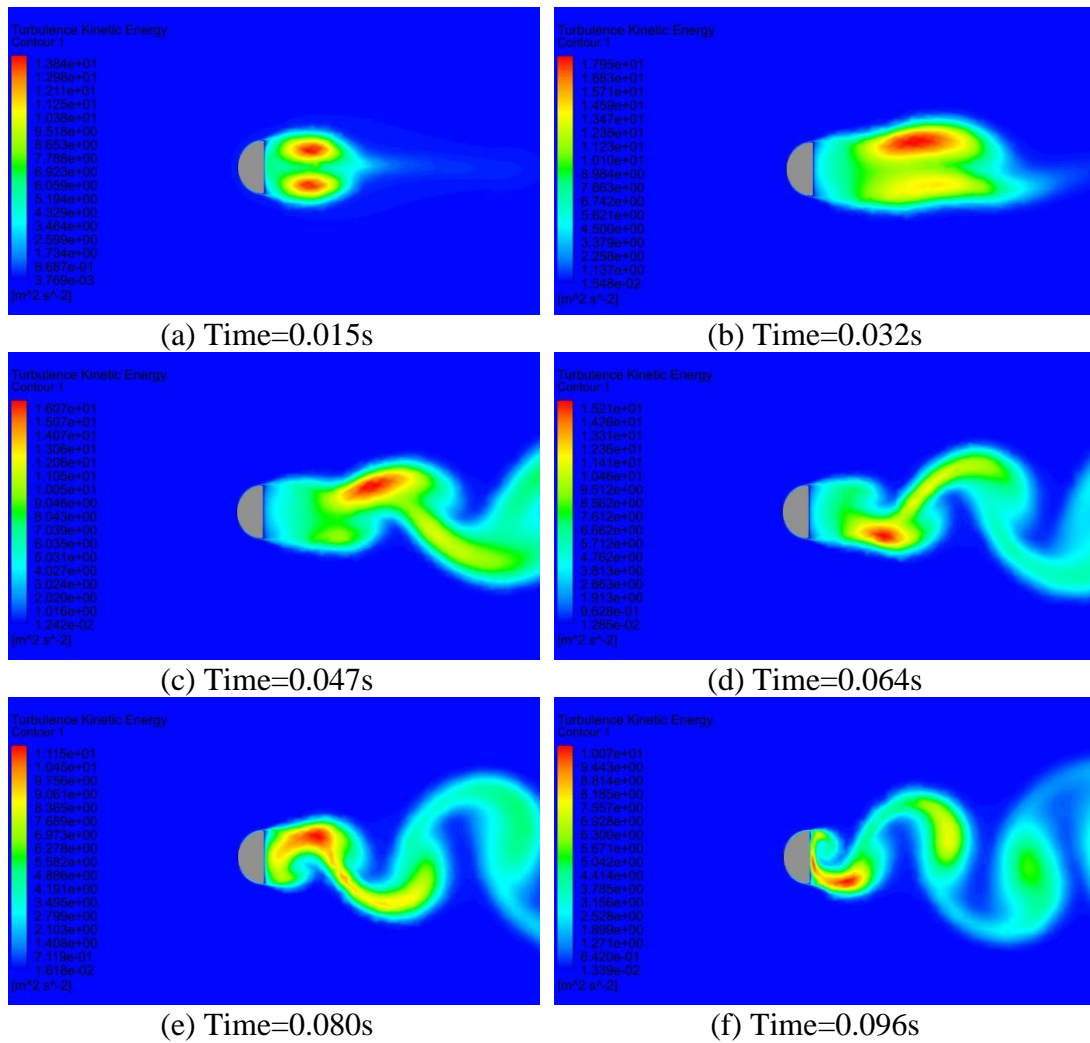 Turbulence Kinetic Energy
Contour 1
1.384e+01
1.298e+01
1.211e+01
1.125e+01
1.038e+01
9.518e+00
8.653e+00
7.788e+00
6.923e+00
6.059e+00
5.194e+00
4.329e+00
3.464e+00
2.599e+00
1.734e+00
8.687e-01
3.769e-03
[m^2 s^-2]
(a) Time=0.015s
Turbulence Kinetic Energy
Contour 1
1.795e+01
1.683e+01
1.571e+01
1.459e+01
1.347e+01
1.235e+01
1.123e+01
1.010e+01
8.984e+00
7.863e+00
6.742e+00
5.621e+00
4.500e+00
3.379e+00
2.258e+00
1.137e+00
1.548e-02
[m^2 s^-2]
(b) Time=0.032s
Turbulence Kinetic Energy
Contour 1
1.607e+01
1.507e+01
1.407e+01
1.306e+01
1.206e+01
1.105e+01
1.005e+01
9.046e+00
8.043e+00
7.039e+00
6.035e+00
5.031e+00
4.027e+00
3.024e+00
2.020e+00
1.016e+00
1.242e-02
[m^2 s^-2]
(c) Time=0.047s
Turbulence Kinetic Energy
Contour 1
1.521e+01
1.426e+01
1.331e+01
1.236e+01
1.141e+01
1.046e+01
9.512e+00
8.562e+00
7.612e+00
6.662e+00
5.712e+00
4.762e+00
3.813e+00
2.863e+00
1.913e+00
9.628e-01
1.285e-02
[m^2 s^-2]
(d) Time=0.064s
Turbulence Kinetic Energy
Contour 1
1.115e+01
1.045e+01
9.756e+00
9.061e+00
8.365e+00
7.669e+00
6.973e+00
6.278e+00
5.582e+00
4.886e+00
4.191e+00
3.495e+00
2.799e+00
2.103e+00
1.408e+00
7.119e-01
1.618e-02
[m^2 s^-2]
(e) Time=0.080s
Turbulence Kinetic Energy
Contour 1
1.007e+01
9.443e+00
8.814e+00
8.185e+00
7.557e+00
6.928e+00
6.300e+00
5.671e+00
5.042e+00
4.414e+00
3.785e+00
3.156e+00
2.528e+00
1.899e+00
1.271e+00
6.420e-01
1.339e-02
[m^2 s^-2]
(f) Time=0.096s